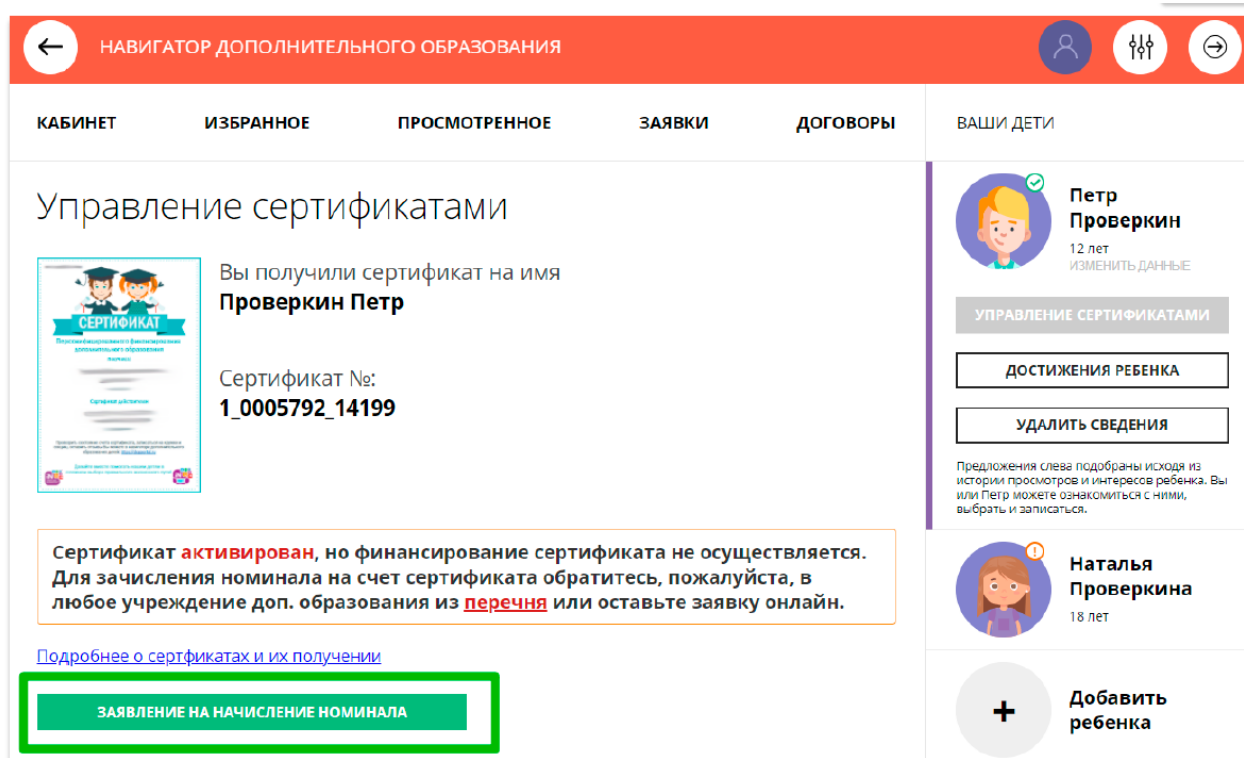 НАВИГАТОР ДОПОЛНИТЕЛЬНОГО ОБРАЗОВАНИЯ
КАБИНЕТ ИЗБРАННОЕ ПРОСМОТРЕННОЕ ЗАЯВКИ ДОГОВОРЫ
Управление сертификатами
СЕРТИФИКАТ
Вы получили сертификат на имя
Проверкин Петр
Сертификат №:
1_0005792_14199
Сертификат активирован, но финансирование сертификата не осуществляется.
Для зачисления номинала на счет сертификата обратитесь, пожалуйста, в
любое учреждение доп. образования из перечня или оставьте заявку онлайн.
Подробнее о сертфикатах и их получении
ЗАЯВЛЕНИЕ НА НАЧИСЛЕНИЕ НОМИНАЛА
ВАШИ ДЕТИ
Петр
Проверкин
12 лет
ИЗМЕНИТЬ ДАННЫЕ
УПРАВЛЕНИЕ СЕРТИФИКАТАМИ
ДОСТИЖЕНИЯ РЕБЕНКА
УДАЛИТЬ СВЕДЕНИЯ
Предложения слева подобраны исходя из
истории просмотров и интересов ребенка. Вы
или Петр можете ознакомиться с ними,
выбрать и записаться.
Наталья
Проверкина
18 лет
+
Добавить
ребенка